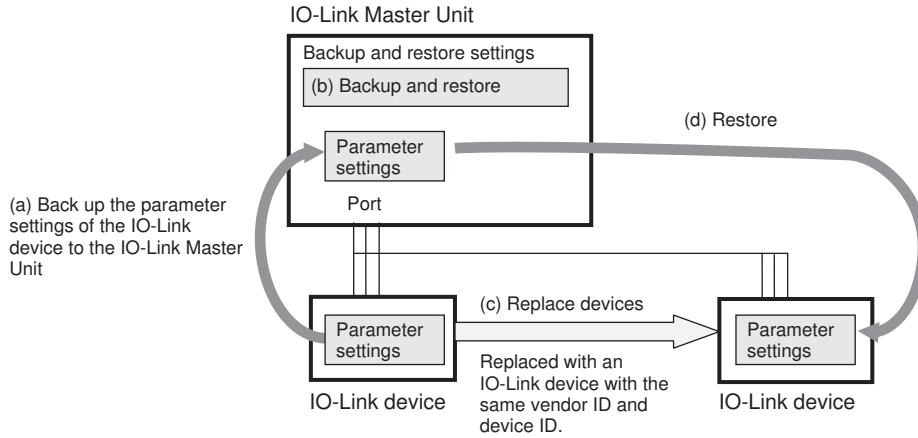 IO-Link Master Unit
Backup and restore settings
(b) Backup and restore
(d) Restore
Parameter
settings
(a) Back up the parameter
settings of the IO-Link
device to the IO-Link Master
Unit
Port
(c) Replace devices
Parameter
settings
Parameter
settings
Replaced with an
IO-Link device with the
same vendor ID and
device ID.
IO-Link device
IO-Link device